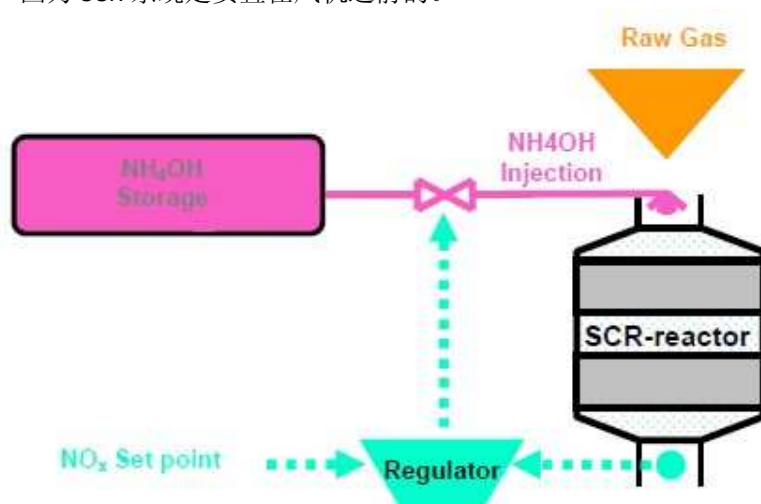 Raw Gas
NH4OH
Injection
NH₄OH
Storage
SCR-reactor
NOₓ Set point
Regulator